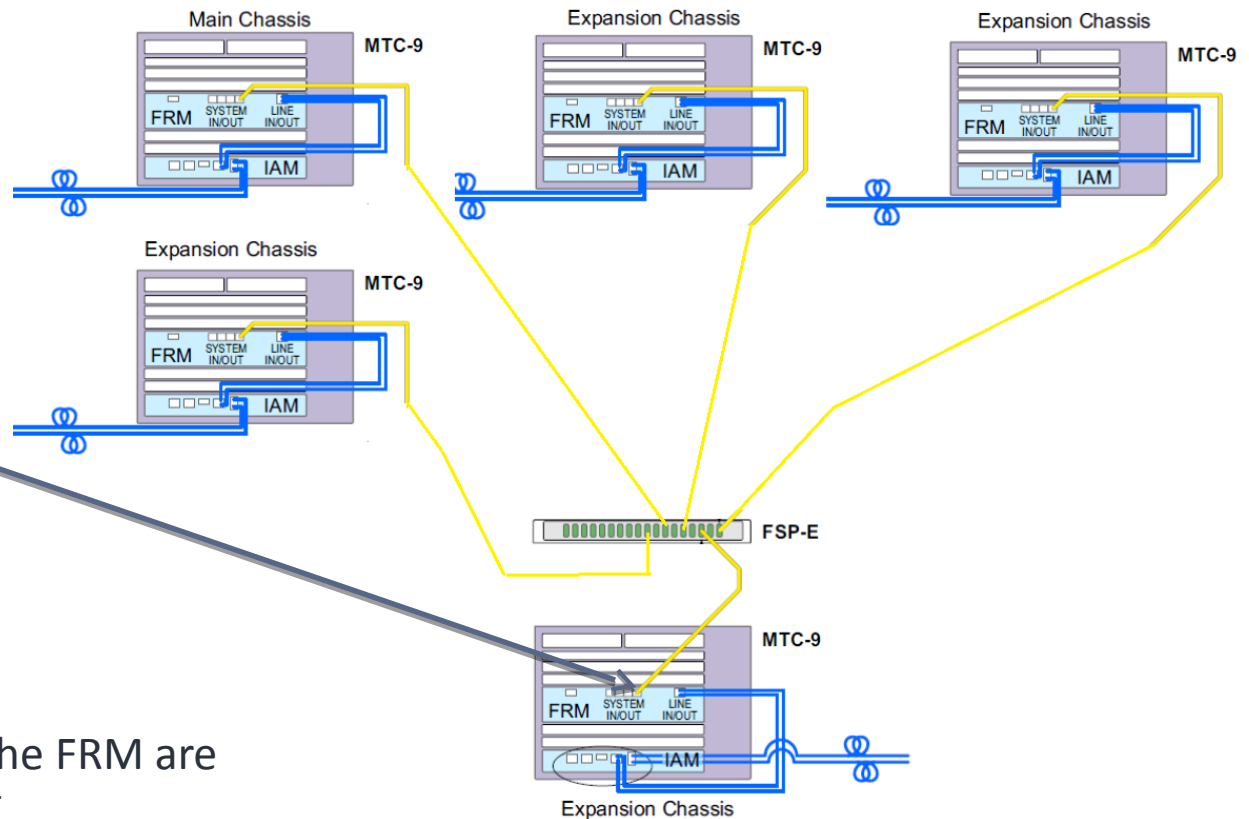 Main Chassis
MTC-9
FRM
SYSTEM
IN/OUT
LINE
IN/OUT
IAM
Expansion Chassis
MTC-9
FRM
SYSTEM
IN/OUT
LINE
IN/OUT
IAM
Expansion Chassis
MTC-9
FRM
SYSTEM
IN/OUT
LINE
IN/OUT
IAM
Expansion Chassis
MTC-9
FRM
SYSTEM
IN/OUT
LINE
IN/OUT
IAM
FSP-E
MTC-9
FRM
SYSTEM
IN/OUT
LINE
IN/OUT
IAM
Expansion Chassis
he FRM are